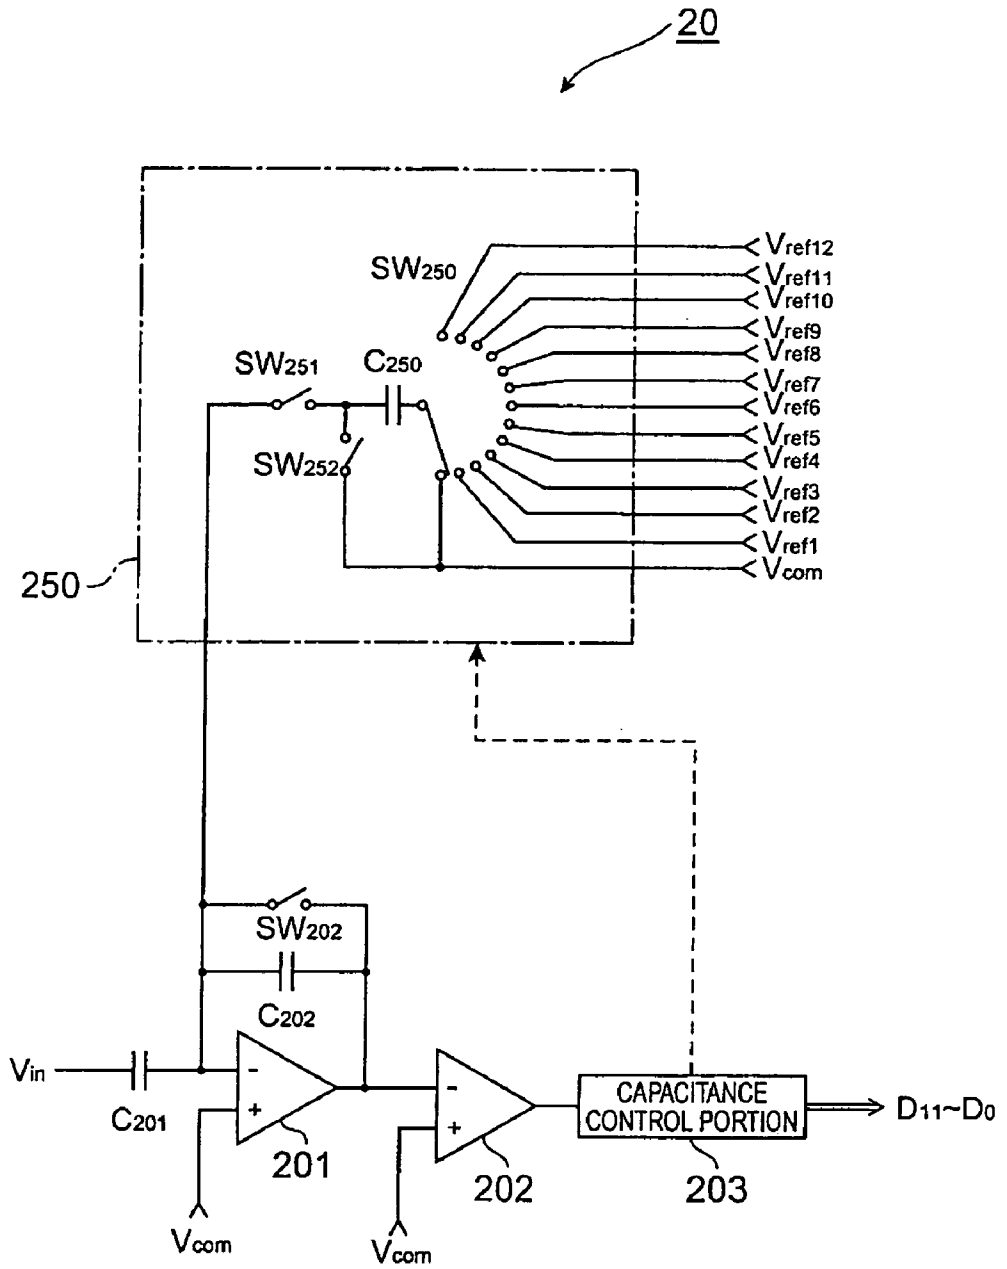 20
Vref12
SW250
Vref11
Vref10
Vref9
Vref8
SW251
C250
Vref7
Vref6
Vref5
SW252
Vref4
Vref3
Vref2
Vref1
Vcom
250
SW202
C202
Vin
-
-
CAPACITANCE
CONTROL PORTION
D11~D0
C201
+
+
201
202
203
Vcom
Vcom